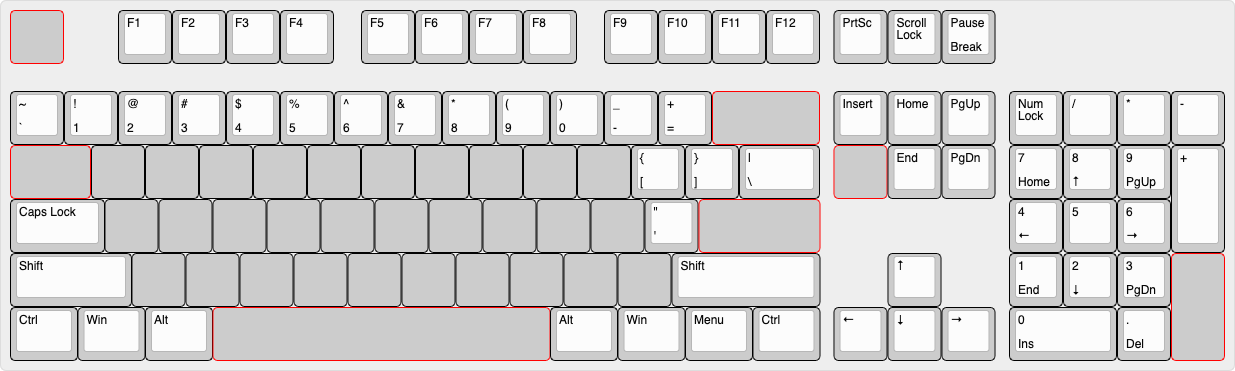 F1 F2 F3 F4 F5 F6 F7 F8 F9 F10 F11 F12 PrtSc Scroll Pause
Lock
Break
~ ! @ # $ % ^ & * ( ) _ + Insert Home PgUp Num / * -
Lock
` 1 2 3 4 5 6 7 8 9 0 - =
{ } | End PgDn 7 8 9 +
[ ] \ Home ↑ PgUp
Caps Lock " 4 5 6
' ← →
Shift Shift ↑ 1 2 3
End ↓ PgDn
Ctrl Win Alt Alt Win Menu Ctrl ← ↓ → 0 .
Ins Del